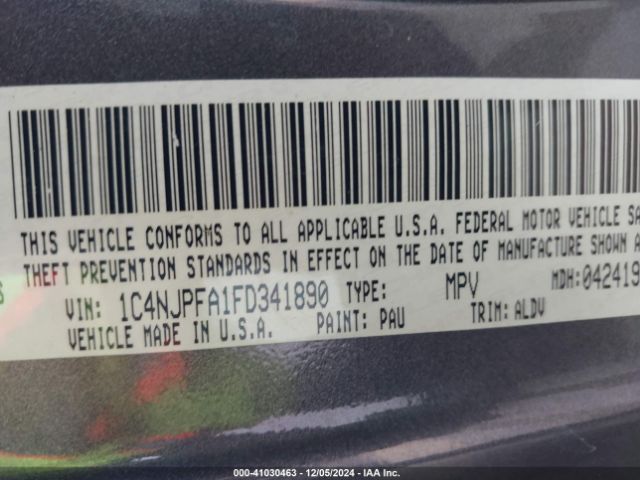 THIS VEHICLE CONFORMS TO ALL APPLICABLE U.S.A. FEDERAL MOTOR VEHICLE SA
THEFT PREVENTION STANDARDS IN EFFECT ON THE DATE OF MANUFACTURE SHOWN
VIN: 1C4NJPFA1FD341890 TYPE: MPV MDH:042419
VEHICLE MADE IN U.S.A. PAINT: PAU TRIM: ALDV
000-41030463 - 12/05/2024 - IAA Inc.